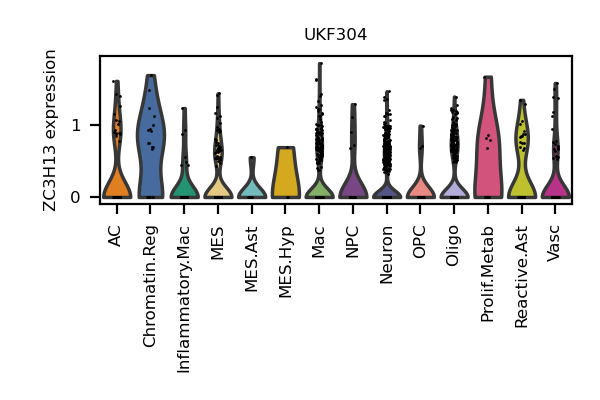 UKF304
ZC3H13 expression
1
0
AC
Chromatin.Reg
Inflammatory.Mac
MES
MES.Ast
MES.Hyp
Mac
NPC
Neuron
OPC
Oligo
Prolif.Metab
Reactive.Ast
Vasc